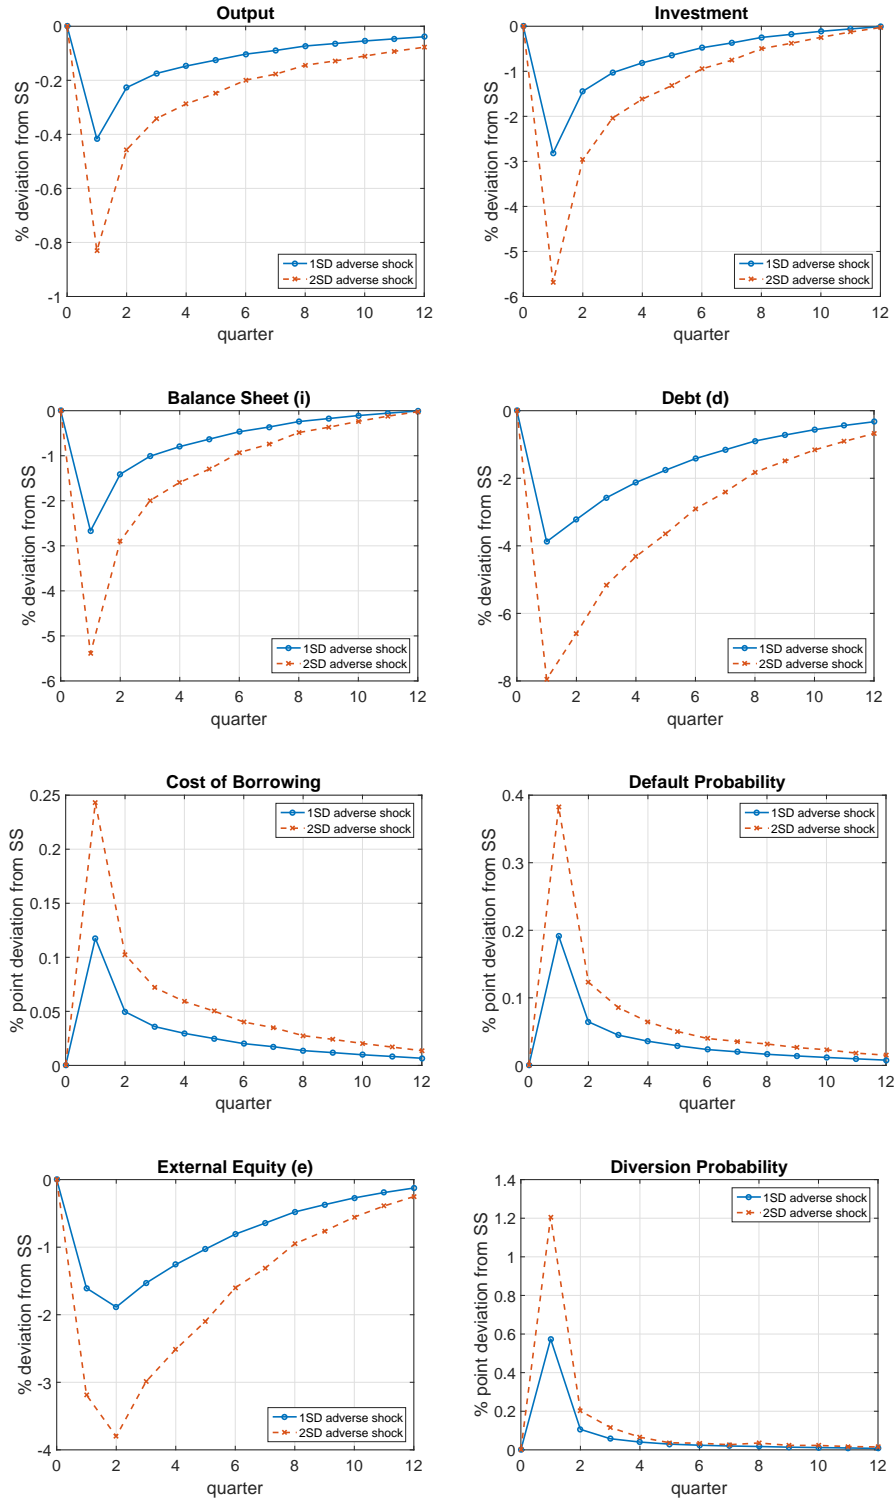 Output
% deviation from SS
0
-0.2
-0.4
-0.6
-0.8
-1
0 2 4 6 8 10 12
quarter
1SD adverse shock
2SD adverse shock
Investment
% deviation from SS
0
-1
-2
-3
-4
-5
-6
0 2 4 6 8 10 12
quarter
1SD adverse shock
2SD adverse shock
Balance Sheet (i)
% deviation from SS
0
-1
-2
-3
-4
-5
-6
0 2 4 6 8 10 12
quarter
1SD adverse shock
2SD adverse shock
Debt (d)
% deviation from SS
0
-2
-4
-6
-8
0 2 4 6 8 10 12
quarter
1SD adverse shock
2SD adverse shock
Cost of Borrowing
% point deviation from SS
0.25
0.2
0.15
0.1
0.05
0
0 2 4 6 8 10 12
quarter
1SD adverse shock
2SD adverse shock
Default Probability
% point deviation from SS
0.4
0.3
0.2
0.1
0
0 2 4 6 8 10 12
quarter
1SD adverse shock
2SD adverse shock
External Equity (e)
% deviation from SS
0
-1
-2
-3
-4
0 2 4 6 8 10 12
quarter
1SD adverse shock
2SD adverse shock
Diversion Probability
% point deviation from SS
1.4
1.2
1
0.8
0.6
0.4
0.2
0
0 2 4 6 8 10 12
quarter
1SD adverse shock
2SD adverse shock